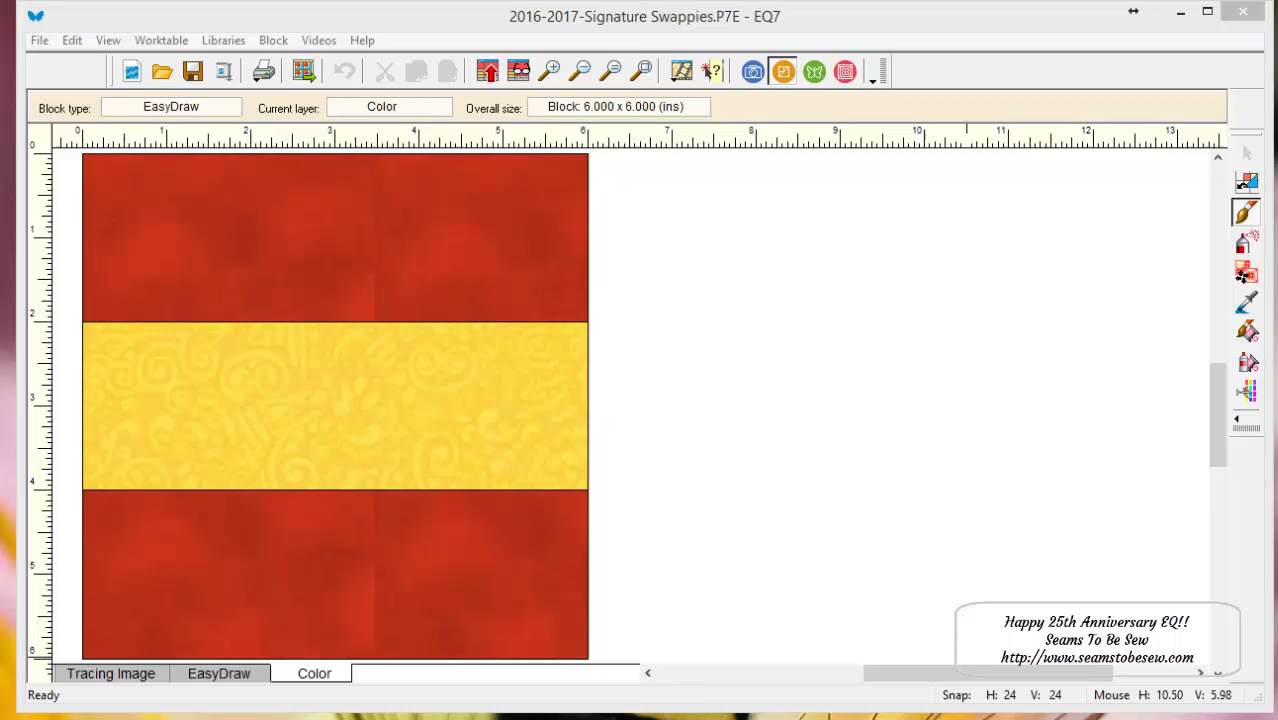 2016-2017-Signature Swappies.P7E - EQ7
File Edit View Worktable Libraries Block Videos Help
Block type: EasyDraw Current layer: Color Overall size: Block: 6.000 x 6.000 (ins)
0 1 2 3 4 5 6 7 8 9 10 11 12 13
0
1
2
3
4
5
6
Happy 25th Anniversary EQ!!
Seams To Be Sew
http://www.seamstobesew.com
Tracing Image EasyDraw Color
Ready Snap: H: 24 V: 24 Mouse H: 10.50 V: 5.98